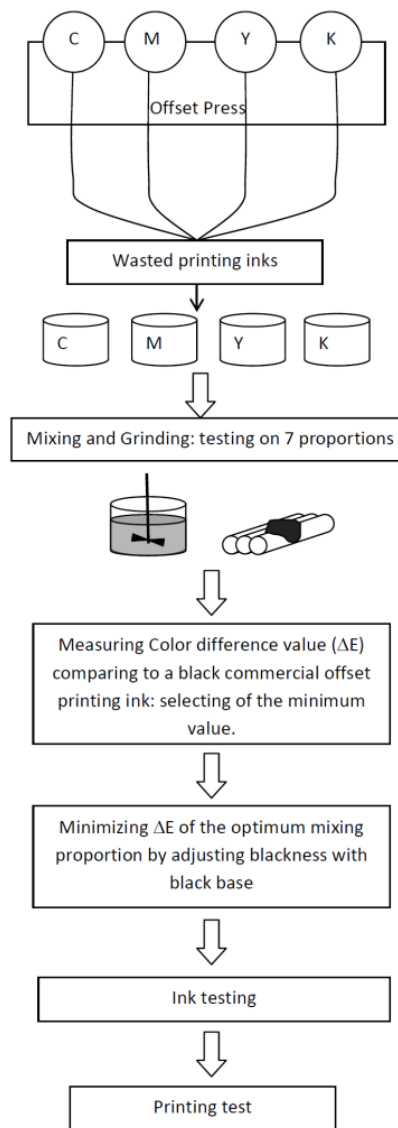 C M Y K
Offset Press
Wasted printing inks
C M Y K
Mixing and Grinding: testing on 7 proportions
Measuring Color difference value (ΔE)
comparing to a black commercial offset
printing ink: selecting of the minimum
value.
Minimizing ΔE of the optimum mixing
proportion by adjusting blackness with
black base
Ink testing
Printing test